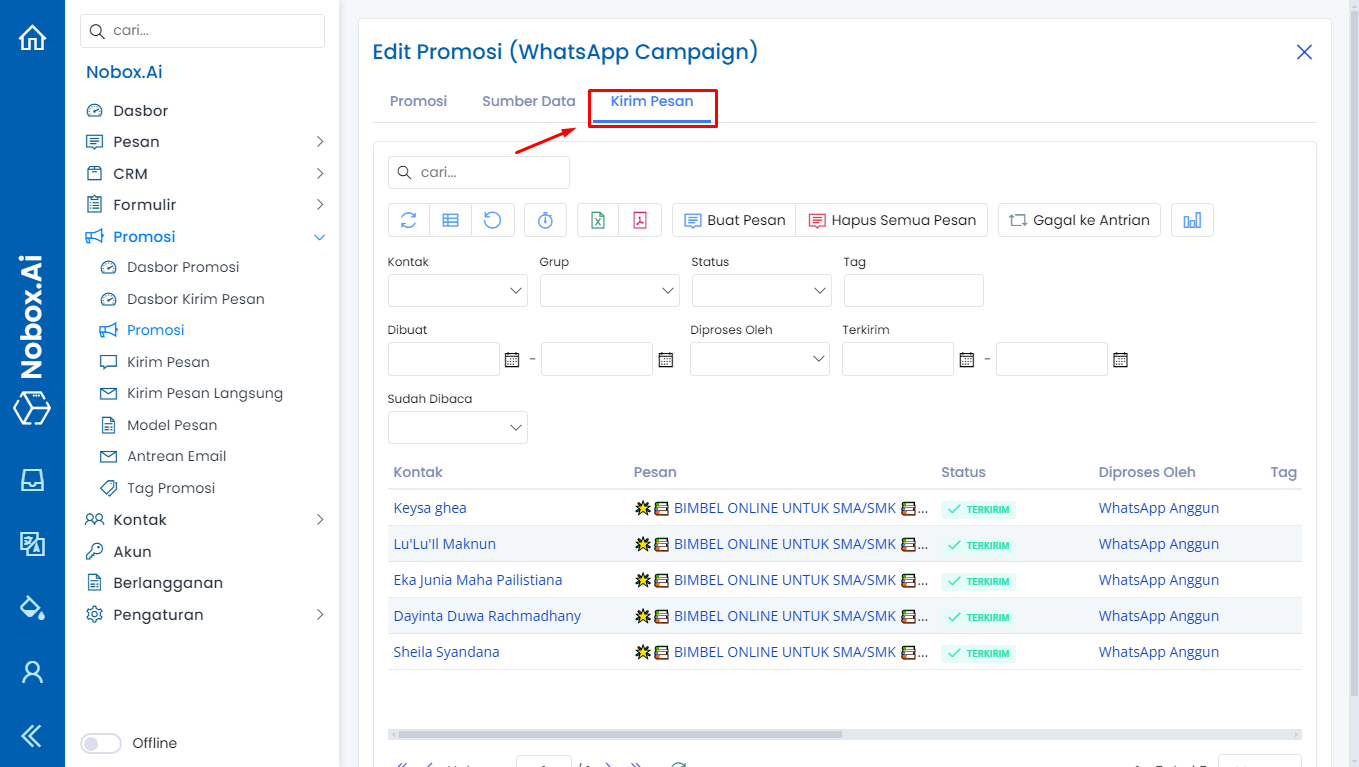 cari...
Nobox.Ai
Dasbor
Pesan
CRM
Formulir
Promosi
Dasbor Promosi
Dasbor Kirim Pesan
Promosi
Kirim Pesan
Kirim Pesan Langsung
Model Pesan
Antrean Email
Tag Promosi
Kontak
Akun
Berlangganan
Pengaturan
Offline
Nobox.Ai
Edit Promosi (WhatsApp Campaign)
Promosi Sumber Data Kirim Pesan
cari...
Buat Pesan Hapus Semua Pesan Gagal ke Antrian
Kontak Grup Status Tag
Dibuat Diproses Oleh Terkirim
- -
Sudah Dibaca
Kontak Pesan Status Diproses Oleh Tag
Keysa ghea 💥📚 BIMBEL ONLINE UNTUK SMA/SMK 📚... TERKIRIM WhatsApp Anggun
Lu'Lu'Il Maknun 💥📚 BIMBEL ONLINE UNTUK SMA/SMK 📚... TERKIRIM WhatsApp Anggun
Eka Junia Maha Pailistiana 💥📚 BIMBEL ONLINE UNTUK SMA/SMK 📚... TERKIRIM WhatsApp Anggun
Dayinta Duwa Rachmadhany 💥📚 BIMBEL ONLINE UNTUK SMA/SMK 📚... TERKIRIM WhatsApp Anggun
Sheila Syandana 💥📚 BIMBEL ONLINE UNTUK SMA/SMK 📚... TERKIRIM WhatsApp Anggun